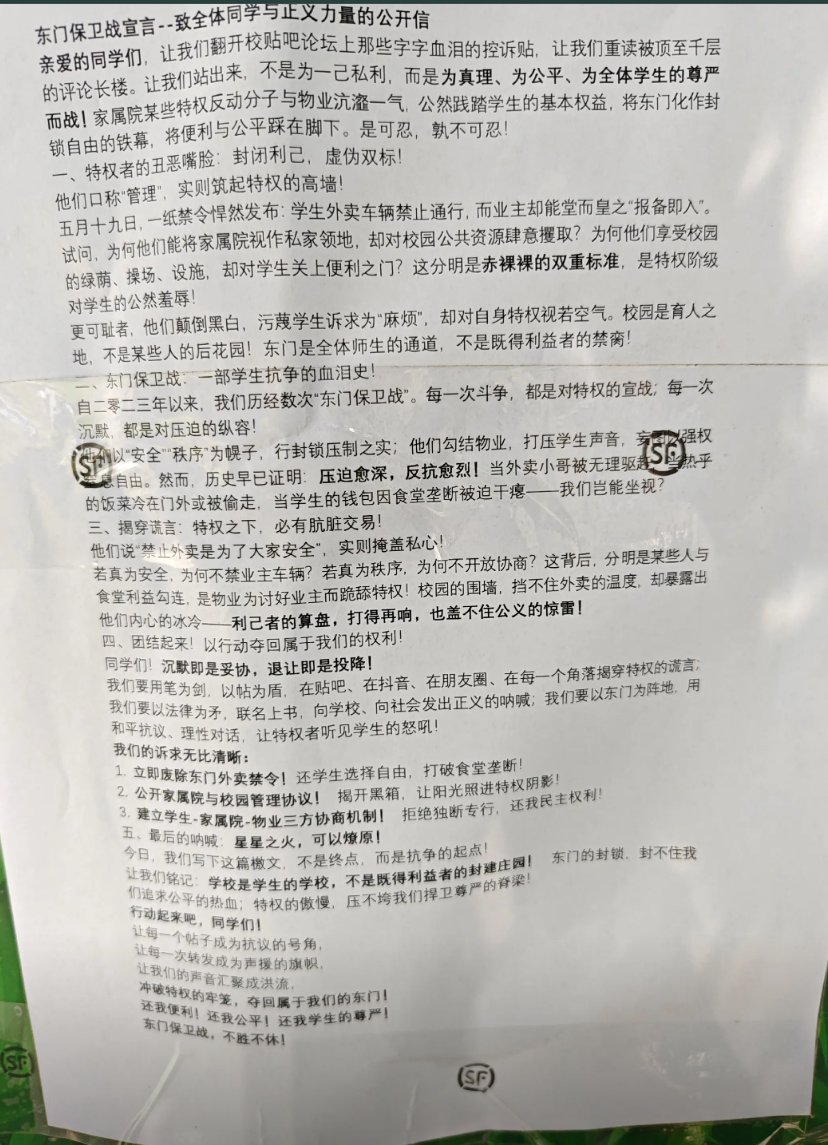 东门保卫战宣言--致全体同学与正义力量的公开信
亲爱的同学们，让我们翻开校贴吧论坛上那些字字血泪的控诉贴，让我们重读被顶至千层
的评论长楼。让我们站出来，不是为一己私利，而是为真理、为公平、为全体学生的尊严
而战！家属院某些特权反动分子与物业沆瀣一气，公然践踏学生的基本权益，将东门化作封
锁自由的铁幕，将便利与公平踩在脚下。是可忍，孰不可忍！
一、特权者的丑恶嘴脸：封闭利己，虚伪双标！
他们口称“管理”，实则筑起特权的高墙！
五月十九日，一纸禁令悍然发布：学生外卖车辆禁止通行，而业主却能堂而皇之“报备即入”。
试问，为何他们能将家属院视作私家领地，却对校园公共资源肆意攫取？为何他们享受校园
的绿荫、操场、设施，却对学生关上便利之门？这分明是赤裸裸的双重标准，是特权阶级
对学生的公然羞辱！
更可耻者，他们颠倒黑白，污蔑学生诉求为“麻烦”，却对自身特权视若空气。校园是育人之
地，不是某些人的后花园！东门是全体师生的通道，不是既得利益者的禁脔！
二、东门保卫战：一部学生抗争的血泪史！
自二零二三年以来，我们历经数次“东门保卫战”。每一次斗争，都是对特权的宣战；每一次
沉默，都是对压迫的纵容！
他们以“安全”“秩序”为幌子，行封锁压制之实；他们勾结物业，打压学生声音，妄图以强权
息自由。然而，历史早已证明：压迫愈深，反抗愈烈！当外卖小哥被无理驱赶，当热乎
的饭菜冷在门外或被偷走，当学生的钱包因食堂垄断被迫干瘪——我们岂能坐视？
三、揭穿谎言：特权之下，必有肮脏交易！
他们说“禁止外卖是为了大家安全”，实则掩盖私心！
若真为安全，为何不禁业主车辆？若真为秩序，为何不开放协商？这背后，分明是某些人与
食堂利益勾连，是物业为讨好业主而跪舔特权！校园的围墙，挡不住外卖的温度，却暴露出
他们内心的冰冷——利己者的算盘，打得再响，也盖不住公义的惊雷！
四、团结起来！以行动夺回属于我们的权利！
同学们！沉默即是妥协，退让即是投降！
我们要用笔为剑，以帖为盾，在贴吧、在抖音、在朋友圈、在每一个角落揭穿特权的谎言；
我们要以法律为矛，联名上书，向学校、向社会发出正义的呐喊；我们要以东门为阵地，用
和平抗议、理性对话，让特权者听见学生的怒吼！
我们的诉求无比清晰：
1. 立即废除东门外卖禁令！还学生选择自由，打破食堂垄断！
2. 公开家属院与校园管理协议！ 揭开黑箱，让阳光照进特权阴影！
3. 建立学生-家属院-物业三方协商机制！ 拒绝独断专行，还我民主权利！
五、最后的呐喊：星星之火，可以燎原！
今日，我们写下这篇檄文，不是终点，而是抗争的起点！
让我们铭记：学校是学生的学校，不是既得利益者的封建庄园！ 东门的封锁，封不住我
们追求公平的热血；特权的傲慢，压不垮我们捍卫尊严的脊梁！
行动起来吧，同学们！
让每一个帖子成为抗议的号角，
让每一次转发成为声援的旗帜，
让我们的声音汇聚成洪流，
冲破特权的牢笼，夺回属于我们的东门！
还我便利！还我公平！还我学生的尊严！
东门保卫战，不胜不休！
SF
SF
SF
SF